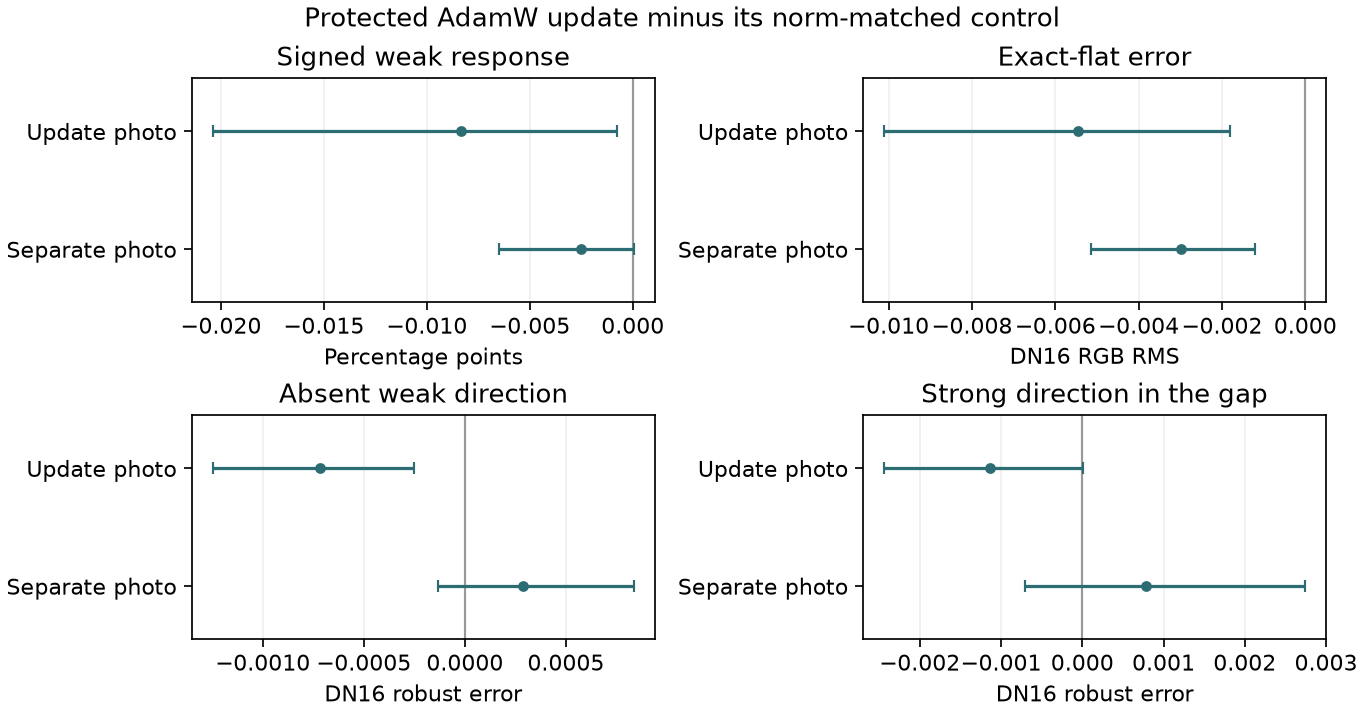 Protected AdamW update minus its norm-matched control
Signed weak response
Update photo
Separate photo
−0.020 −0.015 −0.010 −0.005 0.000
Percentage points
Exact-flat error
Update photo
Separate photo
−0.010 −0.008 −0.006 −0.004 −0.002 0.000
DN16 RGB RMS
Absent weak direction
Update photo
Separate photo
−0.0010 −0.0005 0.0000 0.0005
DN16 robust error
Strong direction in the gap
Update photo
Separate photo
−0.002 −0.001 0.000 0.001 0.002 0.003
DN16 robust error